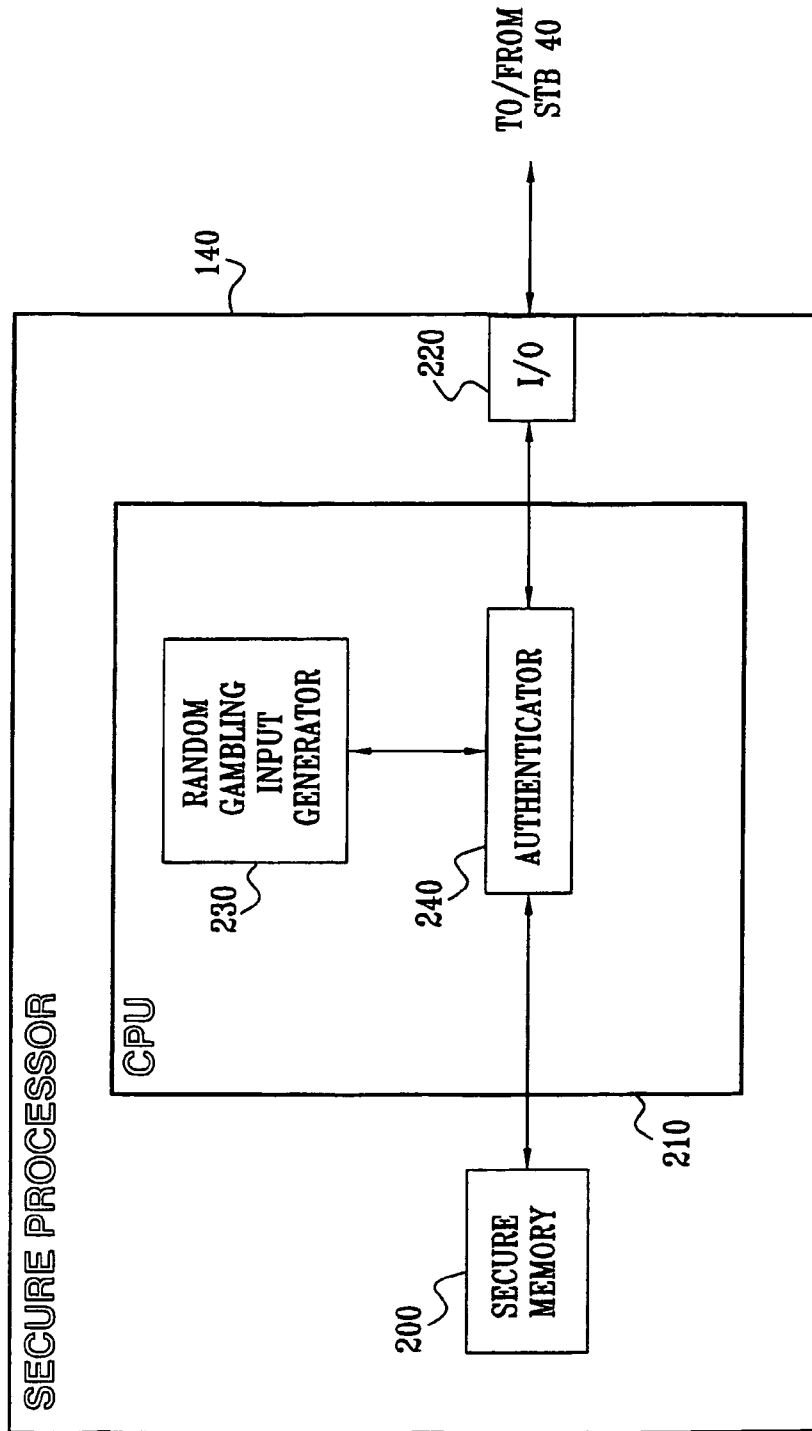 SECURE PROCESSOR
140
CPU
RANDOM
GAMBLING
INPUT
GENERATOR
230
220
I/O
TO/FROM
STB 40
240
AUTHENTICATOR
200
SECURE
MEMORY
210